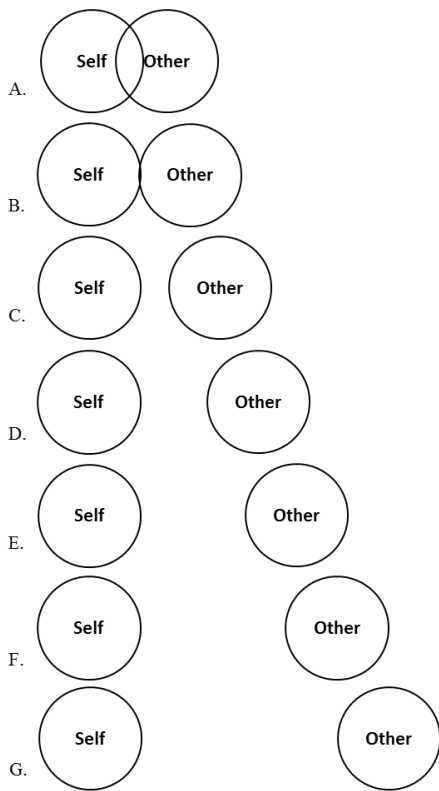 Self Other
A.
Self Other
B.
Self Other
C.
Self Other
D.
Self Other
E.
Self Other
F.
Self Other
G.